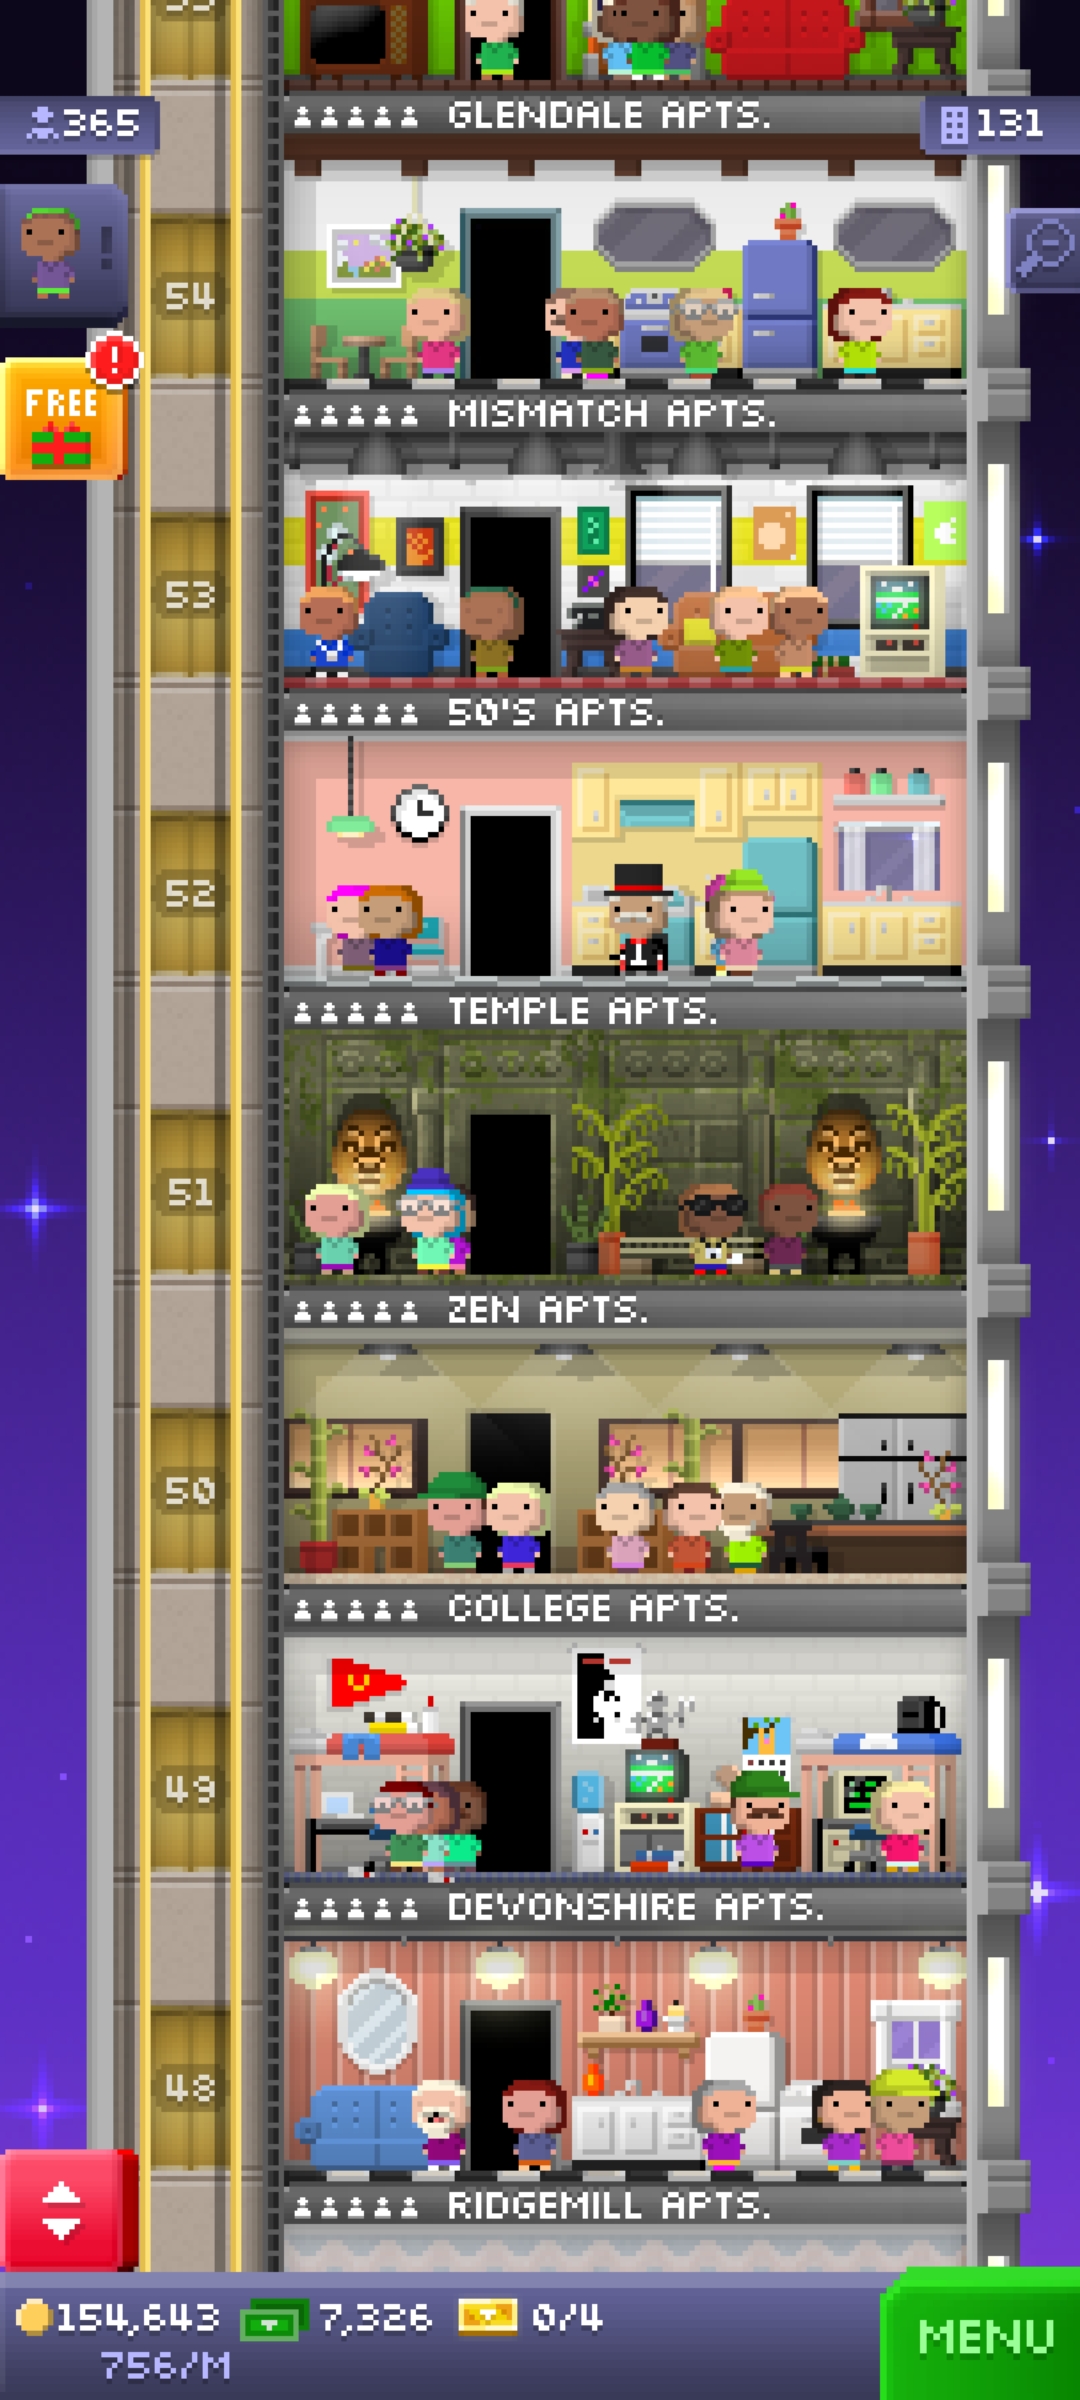 365
GLENDALE APTS.
131
54
FREE
MISMATCH APTS.
53
50'S APTS.
52
TEMPLE APTS.
51
ZEN APTS.
50
COLLEGE APTS.
49
DEVONSHIRE APTS.
48
RIDGEMILL APTS.
154,643 7,326 0/4
756/M
MENU